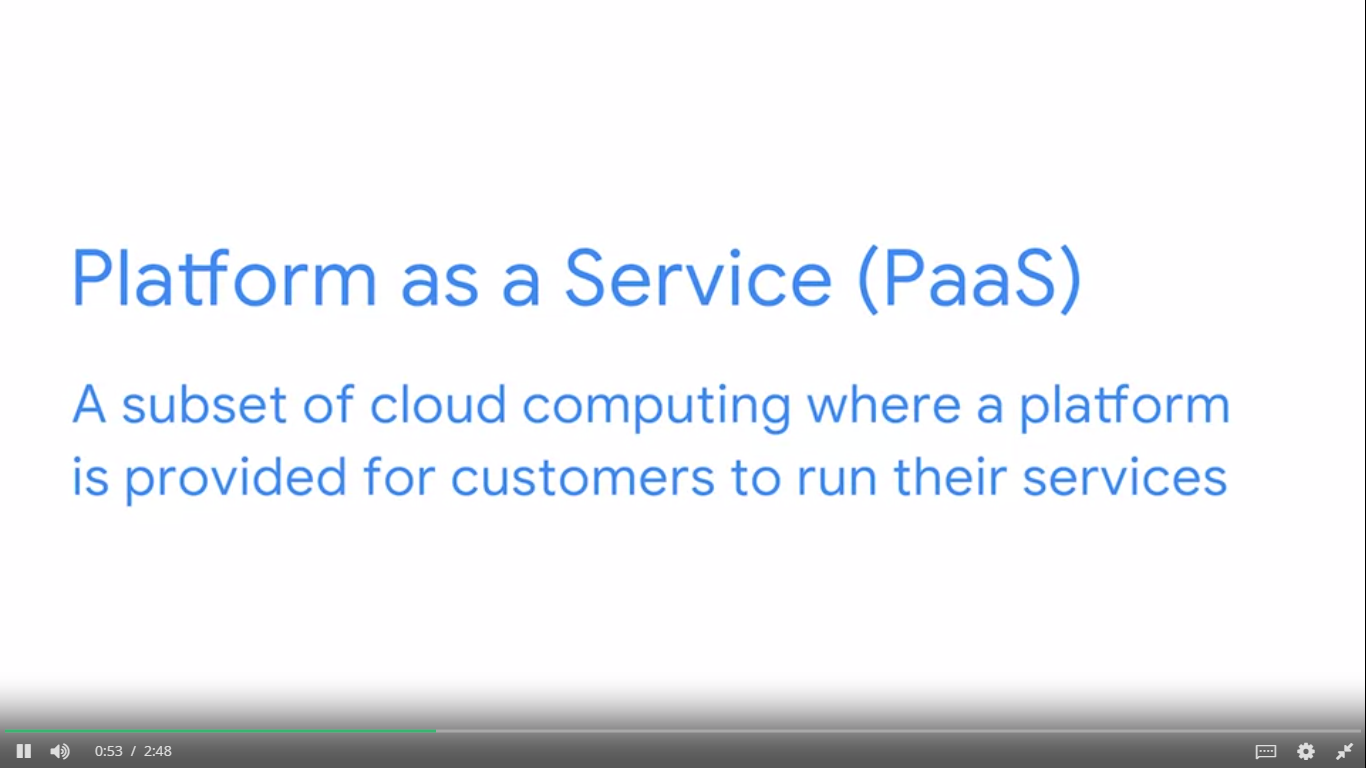 Platform as a Service (PaaS)
A subset of cloud computing where a platform
is provided for customers to run their services
0:53 / 2:48